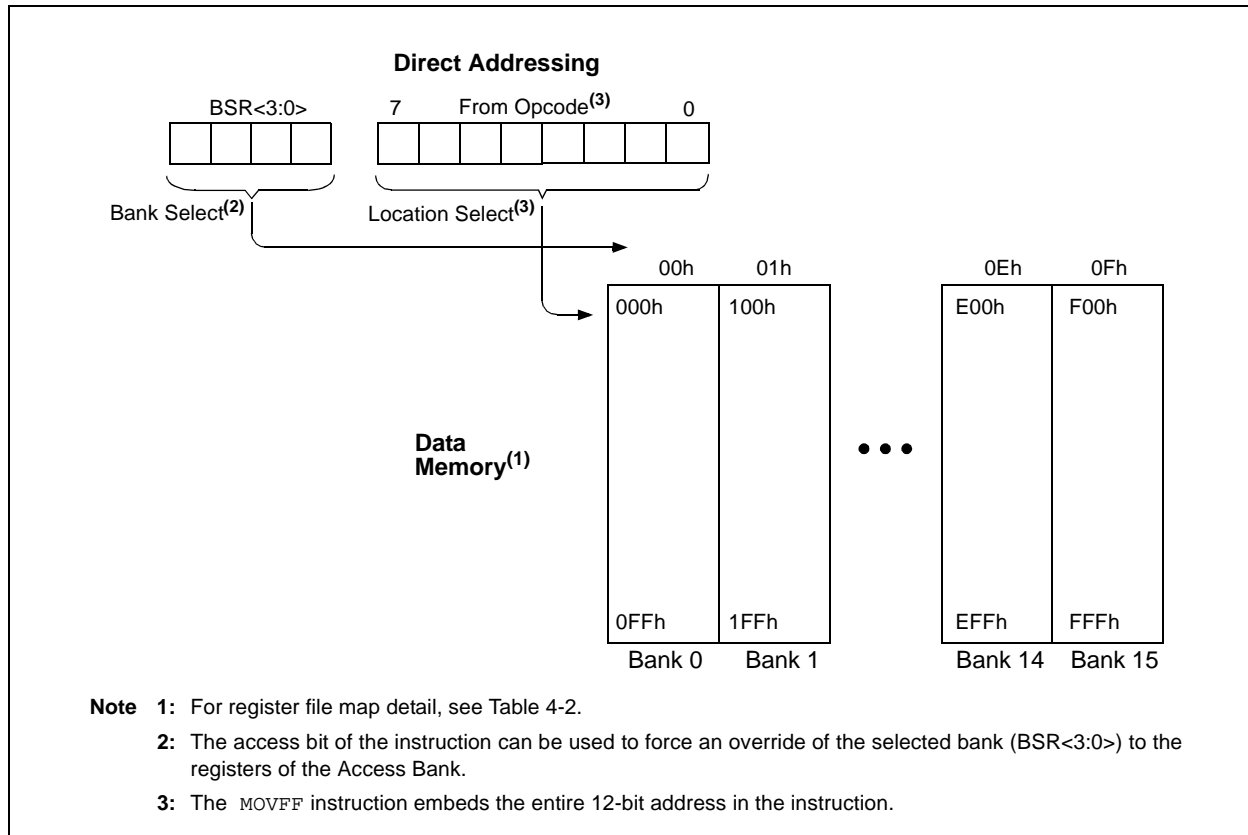 Direct Addressing
BSR<3:0> 7 From Opcode(3) 0
Bank Select(2) Location Select(3)
00h 01h 0Eh 0Fh
000h 100h E00h F00h
Data
Memory(1)
0FFh 1FFh EFFh FFFh
Bank 0 Bank 1 Bank 14 Bank 15
Note 1: For register file map detail, see Table 4-2.
2: The access bit of the instruction can be used to force an override of the selected bank (BSR<3:0>) to the
registers of the Access Bank.
3: The MOVFF instruction embeds the entire 12-bit address in the instruction.